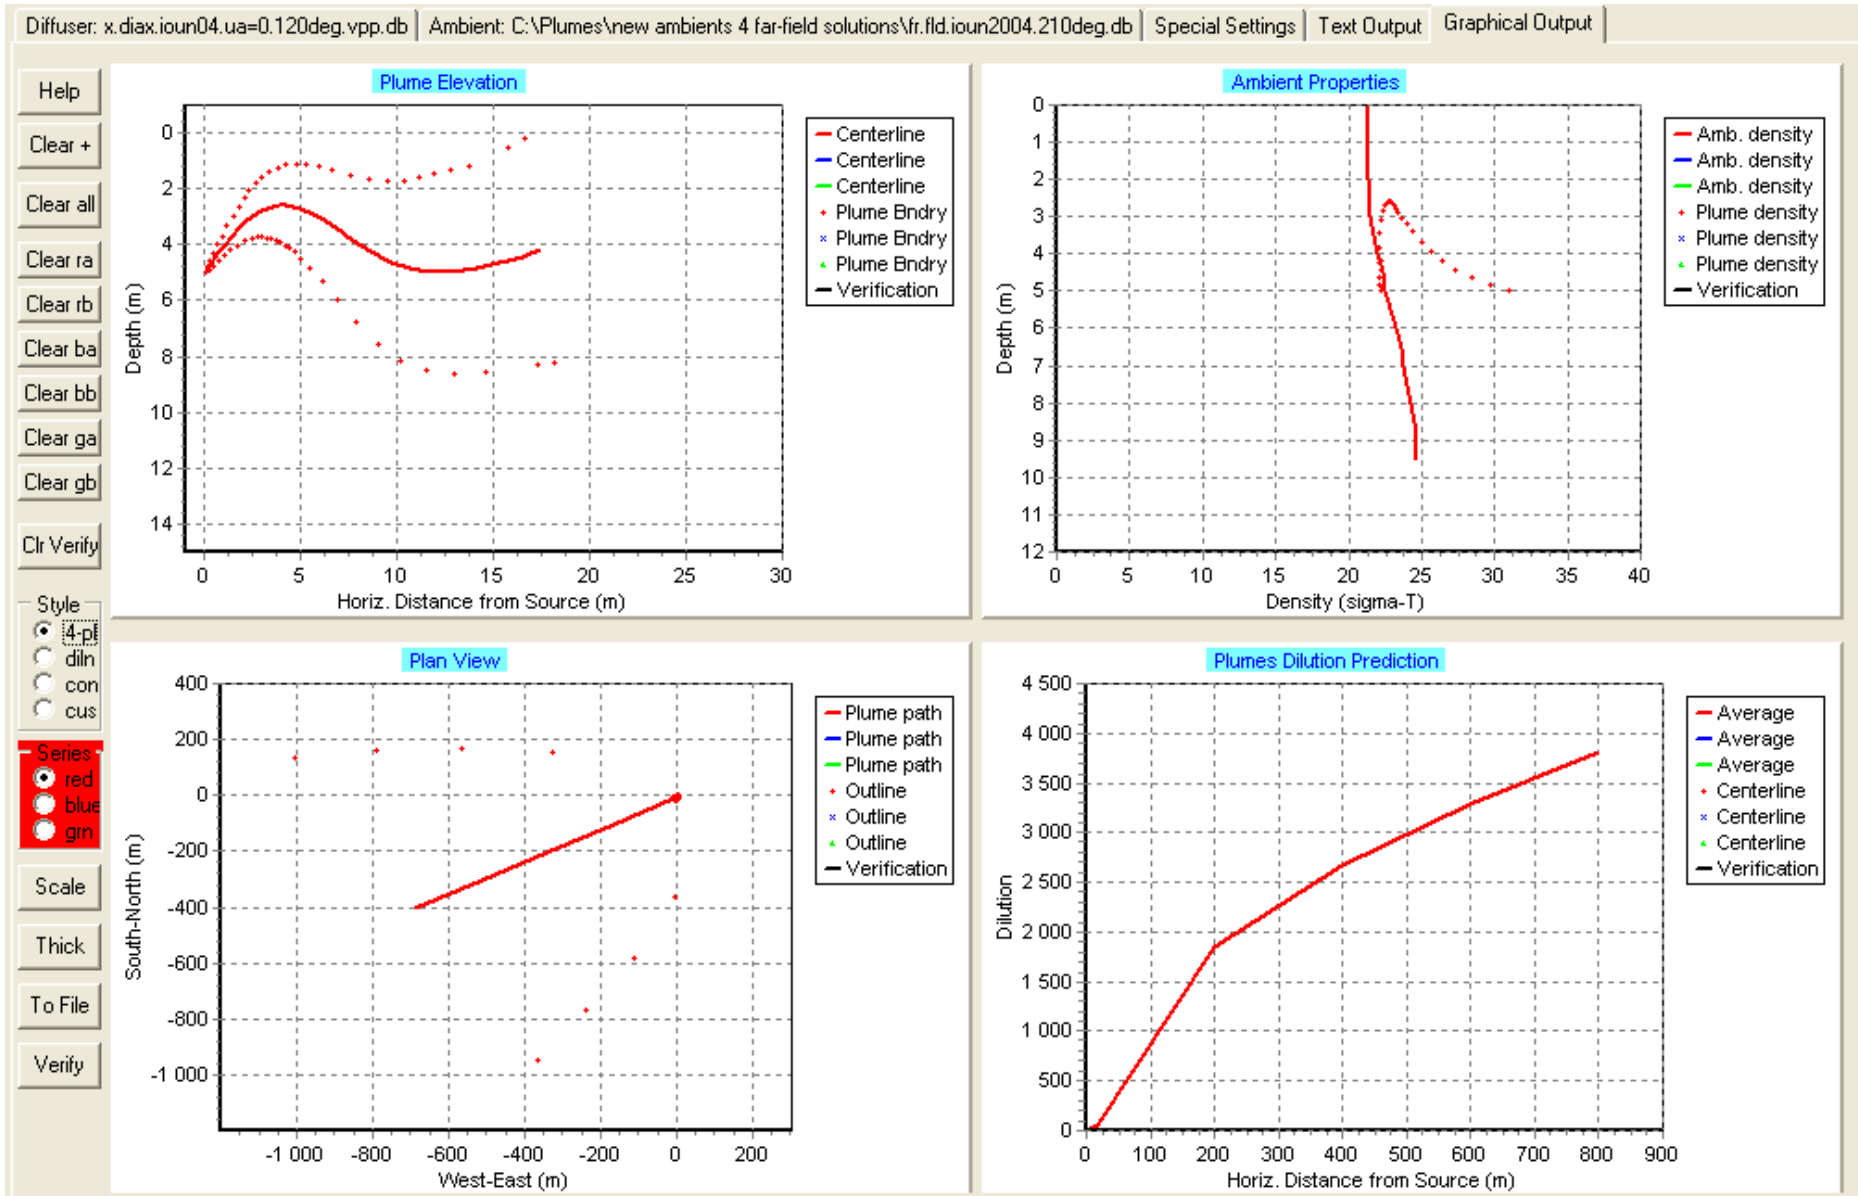 Diffuser: x.diax.ioun04.ua=0.120deg.vpp.db
Ambient: C:\Plumes\new ambients 4 far-field solutions\fr.fld.ioun2004.210deg.db
Special Settings
Text Output
Graphical Output
Help
Clear +
Clear all
Clear ra
Clear rb
Clear ba
Clear bb
Clear ga
Clear gb
Clr Verify
Style
4-pl
diln
con
cus
Series
red
blue
grn
Scale
Thick
To File
Verify
Plume Elevation
Depth (m)
0
2
4
6
8
10
12
14
0 5 10 15 20 25 30
Horiz. Distance from Source (m)
Centerline
Centerline
Centerline
Plume Bndry
Plume Bndry
Plume Bndry
Verification
Ambient Properties
Depth (m)
0
1
2
3
4
5
6
7
8
9
10
11
12
0 5 10 15 20 25 30 35 40
Density (sigma-T)
Amb. density
Amb. density
Amb. density
Plume density
Plume density
Plume density
Verification
Plan View
South-North (m)
400
200
0
-200
-400
-600
-800
-1 000
-1 000 -800 -600 -400 -200 0 200
West-East (m)
Plume path
Plume path
Plume path
Outline
Outline
Outline
Verification
Plumes Dilution Prediction
Dilution
4 500
4 000
3 500
3 000
2 500
2 000
1 500
1 000
500
0
0 100 200 300 400 500 600 700 800 900
Horiz. Distance from Source (m)
Average
Average
Average
Centerline
Centerline
Centerline
Verification